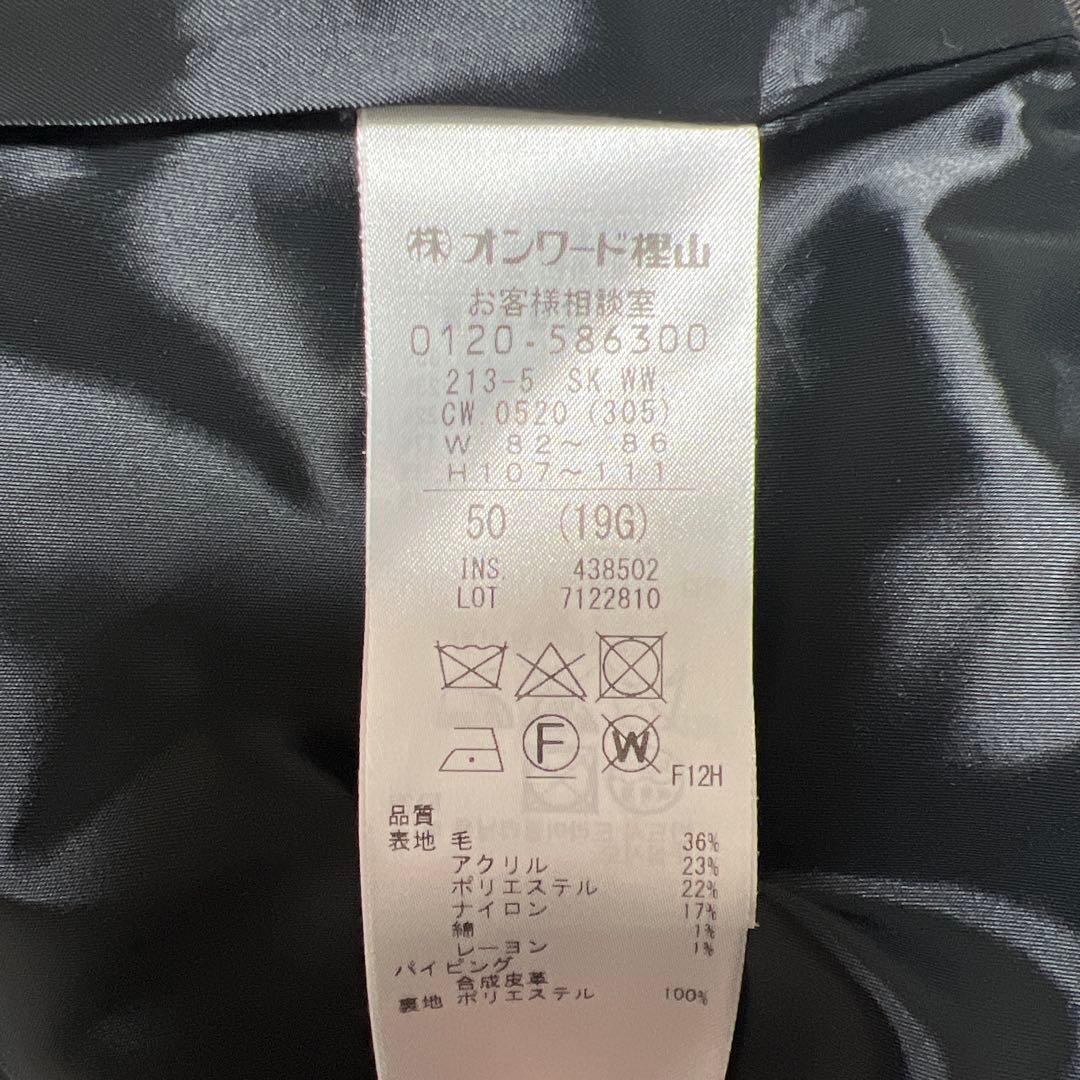 ㈱オンワード樫山
お客様相談室
0120-586300
213-5 SK.WW.
CW.0520 (305)
W 82～ 86
H107～111
50 (19G)
INS. 438502
LOT 7122810
F
W
F12H
品質
表地 毛 36%
アクリル 23%
ポリエステル 22%
ナイロン 17%
綿 1%
レーヨン 1%
パイピング
合成皮革
裏地 ポリエステル 100%